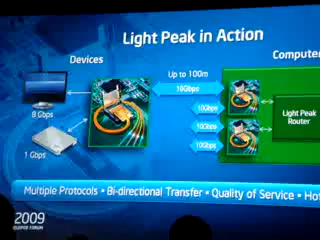 Light Peak in Action
Devices
Computer
Up to 100m
10Gbps
8 Gbps
10Gbps
10Gbps
10Gbps
Light Peak
Router
1 Gbps
Multiple Protocols • Bi-directional Transfer • Quality of Service • Hot
2009
FORUM